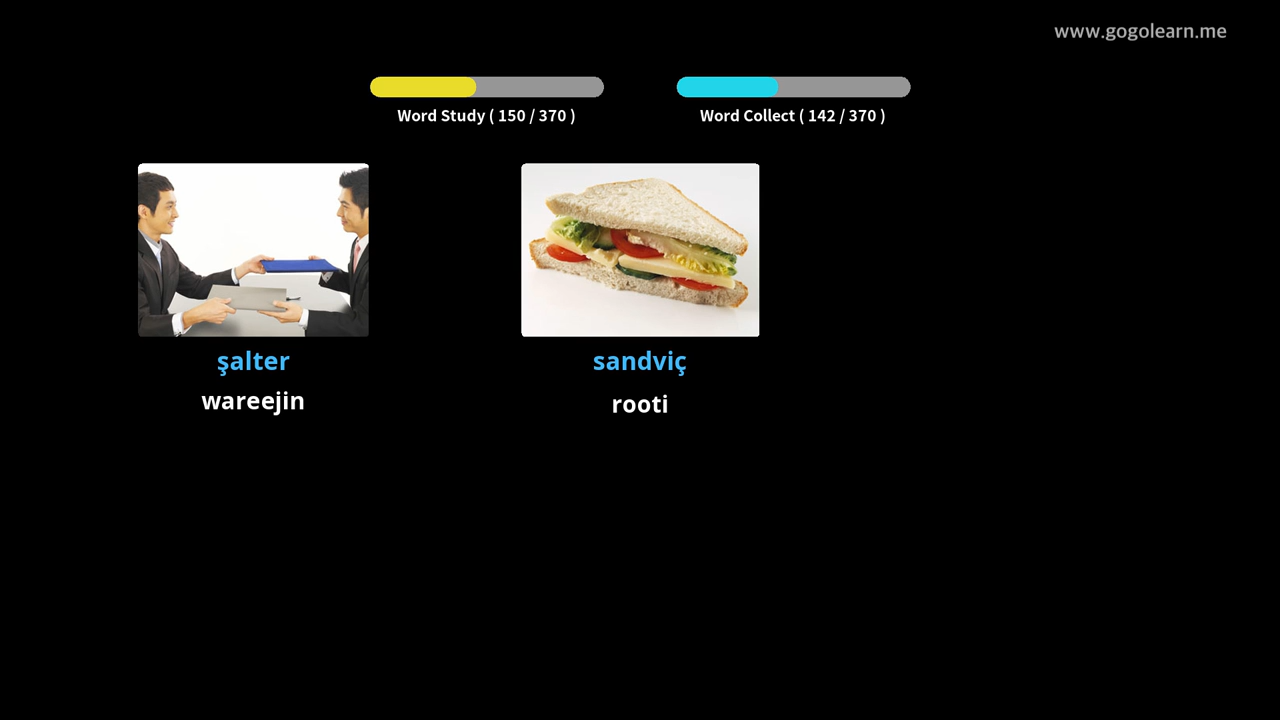 www.gogolearn.me
Word Study ( 150 / 370 )
Word Collect ( 142 / 370 )
şalter
wareejin
sandviç
rooti